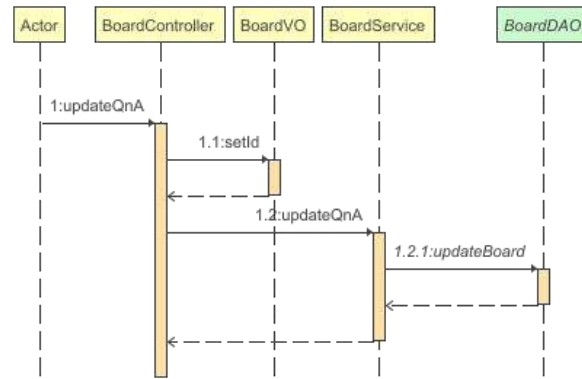 Actor BoardController BoardVO BoardService BoardDAO
1:updateQnA
1.1:setId
1.2:updateQnA
1.2.1:updateBoard